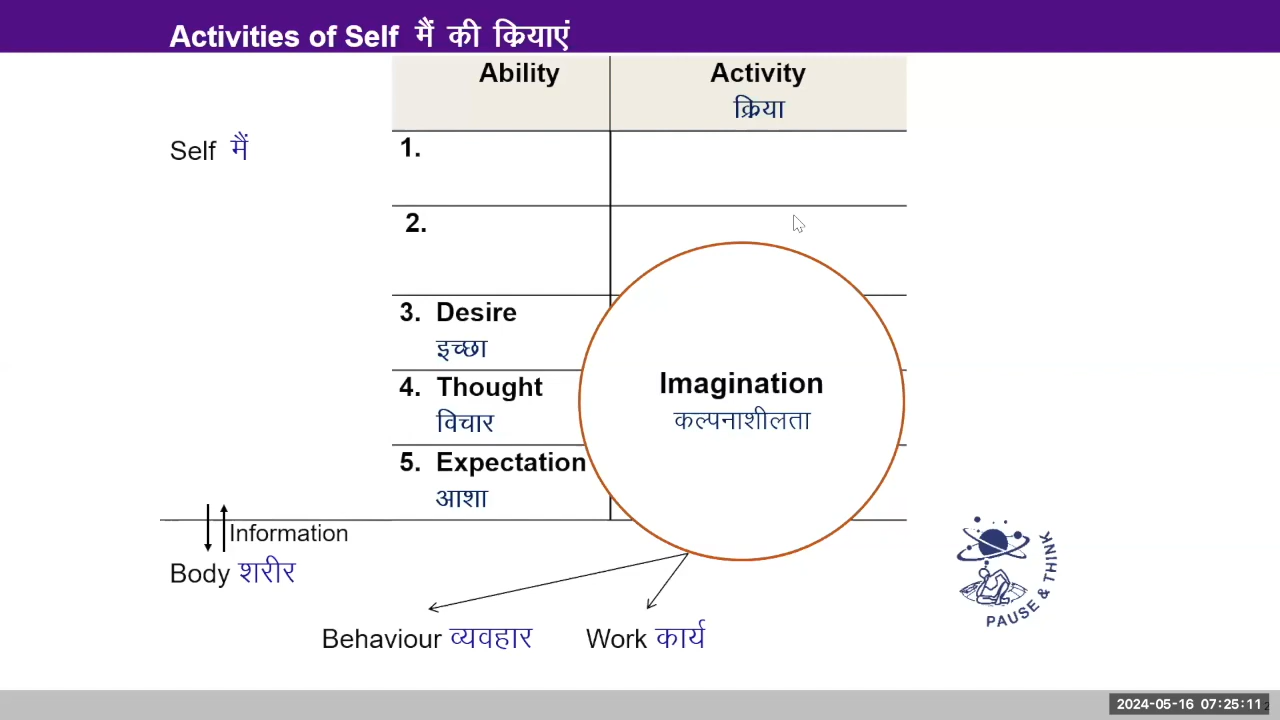 Activities of Self मैं की क्रियाएं
Ability
Activity
क्रिया
Self मैं
1.
2.
3. Desire
इच्छा
4. Thought
विचार
5. Expectation
आशा
Imagination
कल्पनाशीलता
Information
Body शरीर
Behaviour व्यवहार
Work कार्य
PAUSE & THINK
2024-05-16 07:25:11
2